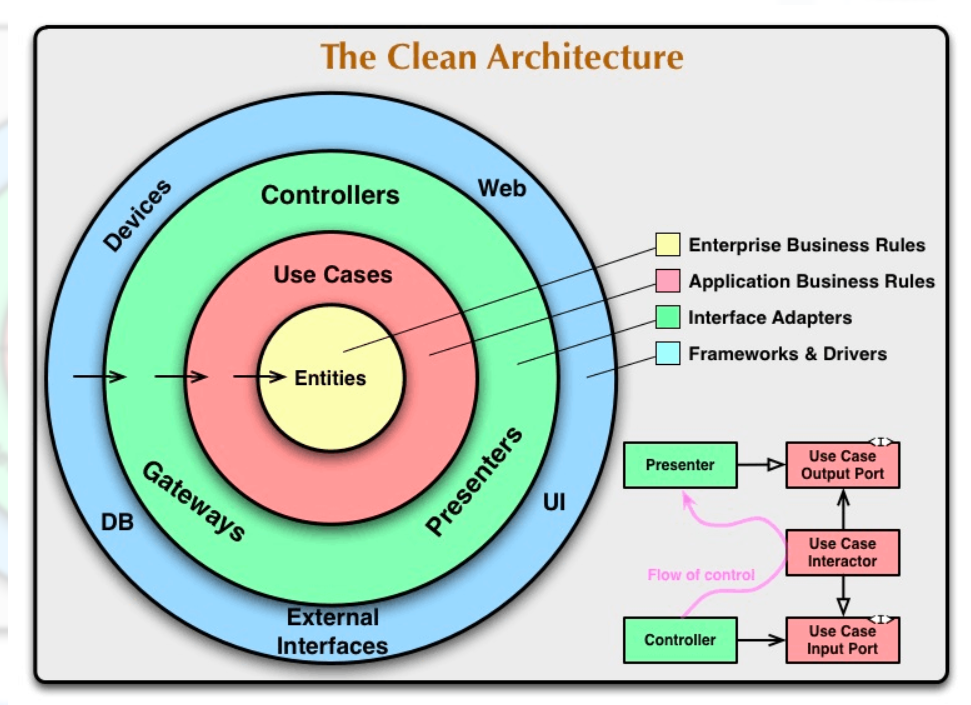 The Clean Architecture
Devices
Controllers
Web
Use Cases
Entities
Gateways
Presenters
DB
UI
External
Interfaces
Enterprise Business Rules
Application Business Rules
Interface Adapters
Frameworks & Drivers
Presenter
<I>
Use Case
Output Port
Use Case
Interactor
Flow of control
Controller
<I>
Use Case
Input Port